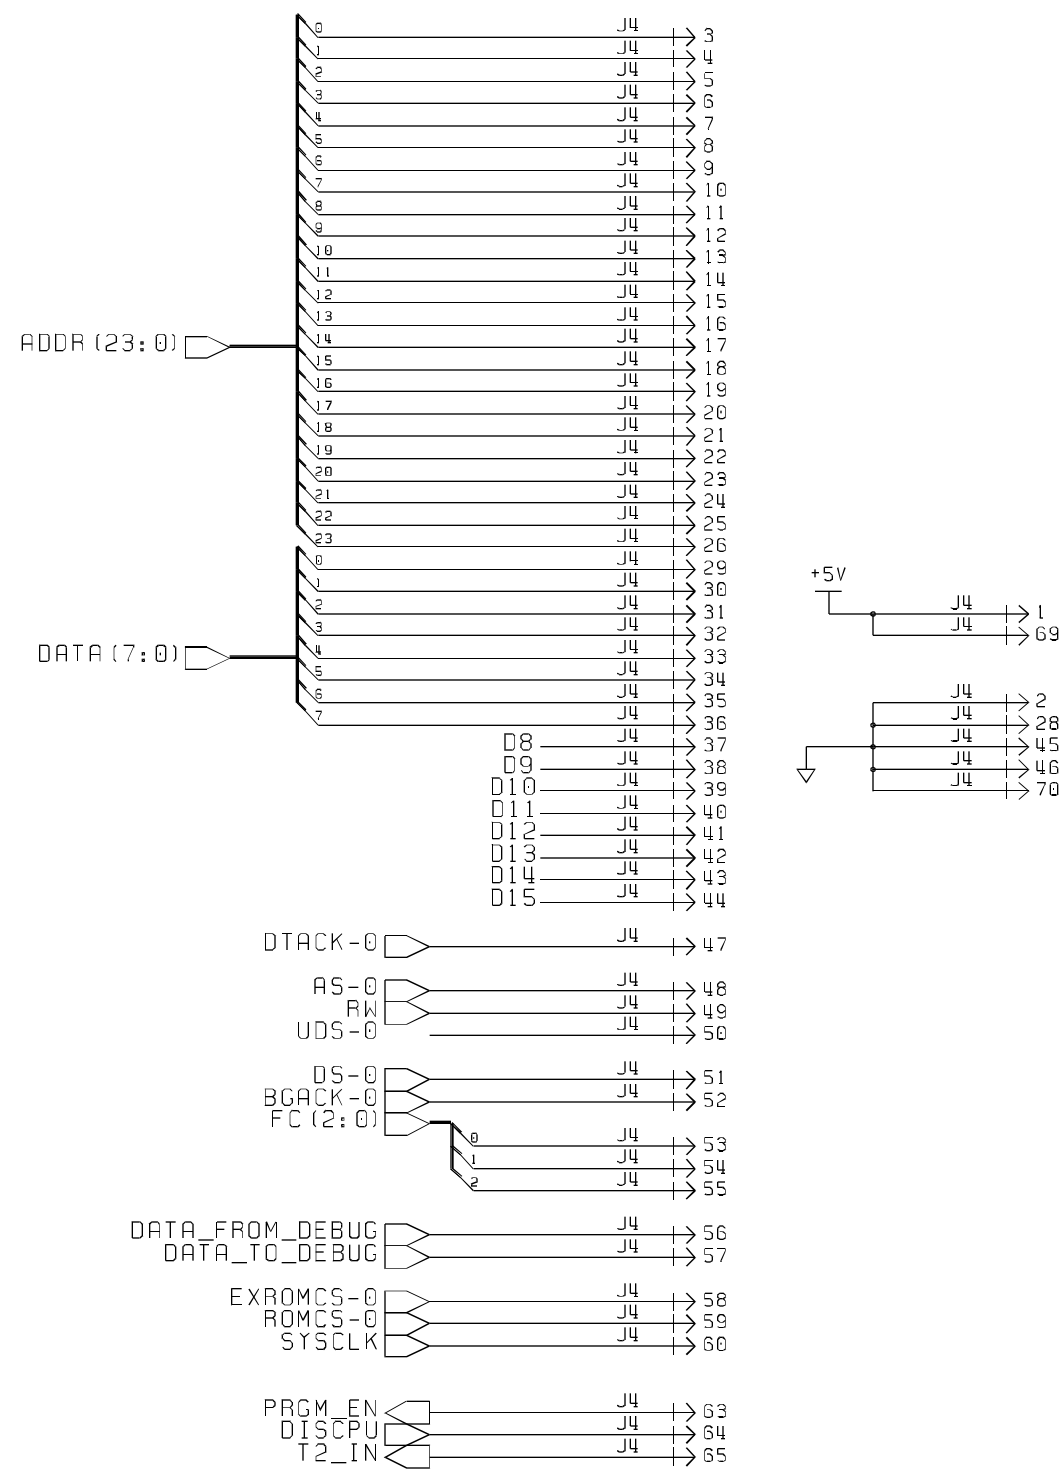 0 J4 3
1 J4 4
2 J4 5
3 J4 6
4 J4 7
5 J4 8
6 J4 9
7 J4 10
8 J4 11
9 J4 12
10 J4 13
11 J4 14
12 J4 15
13 J4 16
ADDR(23:0) 14 J4 17
15 J4 18
16 J4 19
17 J4 20
18 J4 21
19 J4 22
20 J4 23
21 J4 24
22 J4 25
23 J4 26
0 J4 29
+5V
1 J4 30
2 J4 31 J4 1
3 J4 32 J4 69
DATA(7:0) 4 J4 33
5 J4 34
6 J4 35 J4 2
7 J4 36 J4 28
D8 J4 37 J4 45
D9 J4 38 J4 46
D10 J4 39 J4 70
D11 J4 40
D12 J4 41
D13 J4 42
D14 J4 43
D15 J4 44
DTACK-0 J4 47
AS-0 J4 48
RW J4 49
UDS-0 J4 50
DS-0 J4 51
BGACK-0 J4 52
FC(2:0)
0 J4 53
1 J4 54
2 J4 55
DATA_FROM_DEBUG J4 56
DATA_TO_DEBUG J4 57
EXROMCS-0 J4 58
ROMCS-0 J4 59
SYSCLK J4 60
PRGM_EN J4 63
DISCPU J4 64
T2_IN J4 65